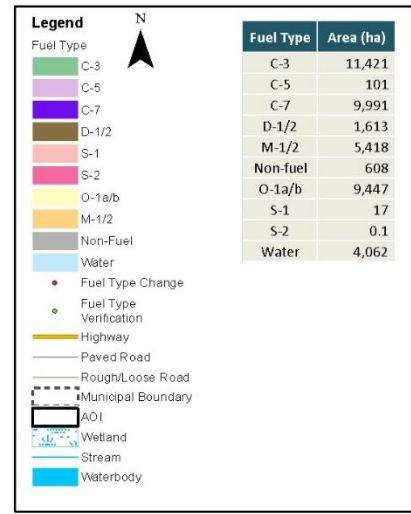 Legend
N
Fuel Type
C-3
C-5
C-7
D-1/2
S-1
S-2
O-1a/b
M-1/2
Non-Fuel
Water
Fuel Type Change
Fuel Type
Verification
Highway
Paved Road
Rough/Loose Road
Municipal Boundary
AOI
Wetland
Stream
Waterbody
Fuel Type Area (ha)
C-3 11,421
C-5 101
C-7 9,991
D-1/2 1,613
M-1/2 5,418
Non-fuel 608
O-1a/b 9,447
S-1 17
S-2 0.1
Water 4,062